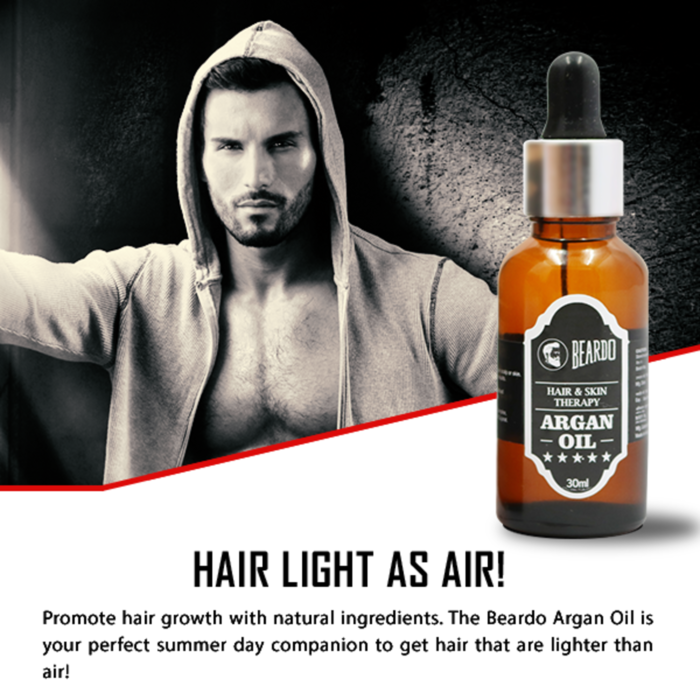 BEARDO
HAIR & SKIN
THERAPY
ARGAN
OIL
30ml
HAIR LIGHT AS AIR!
Promote hair growth with natural ingredients. The Beardo Argan Oil is
your perfect summer day companion to get hair that are lighter than
air!